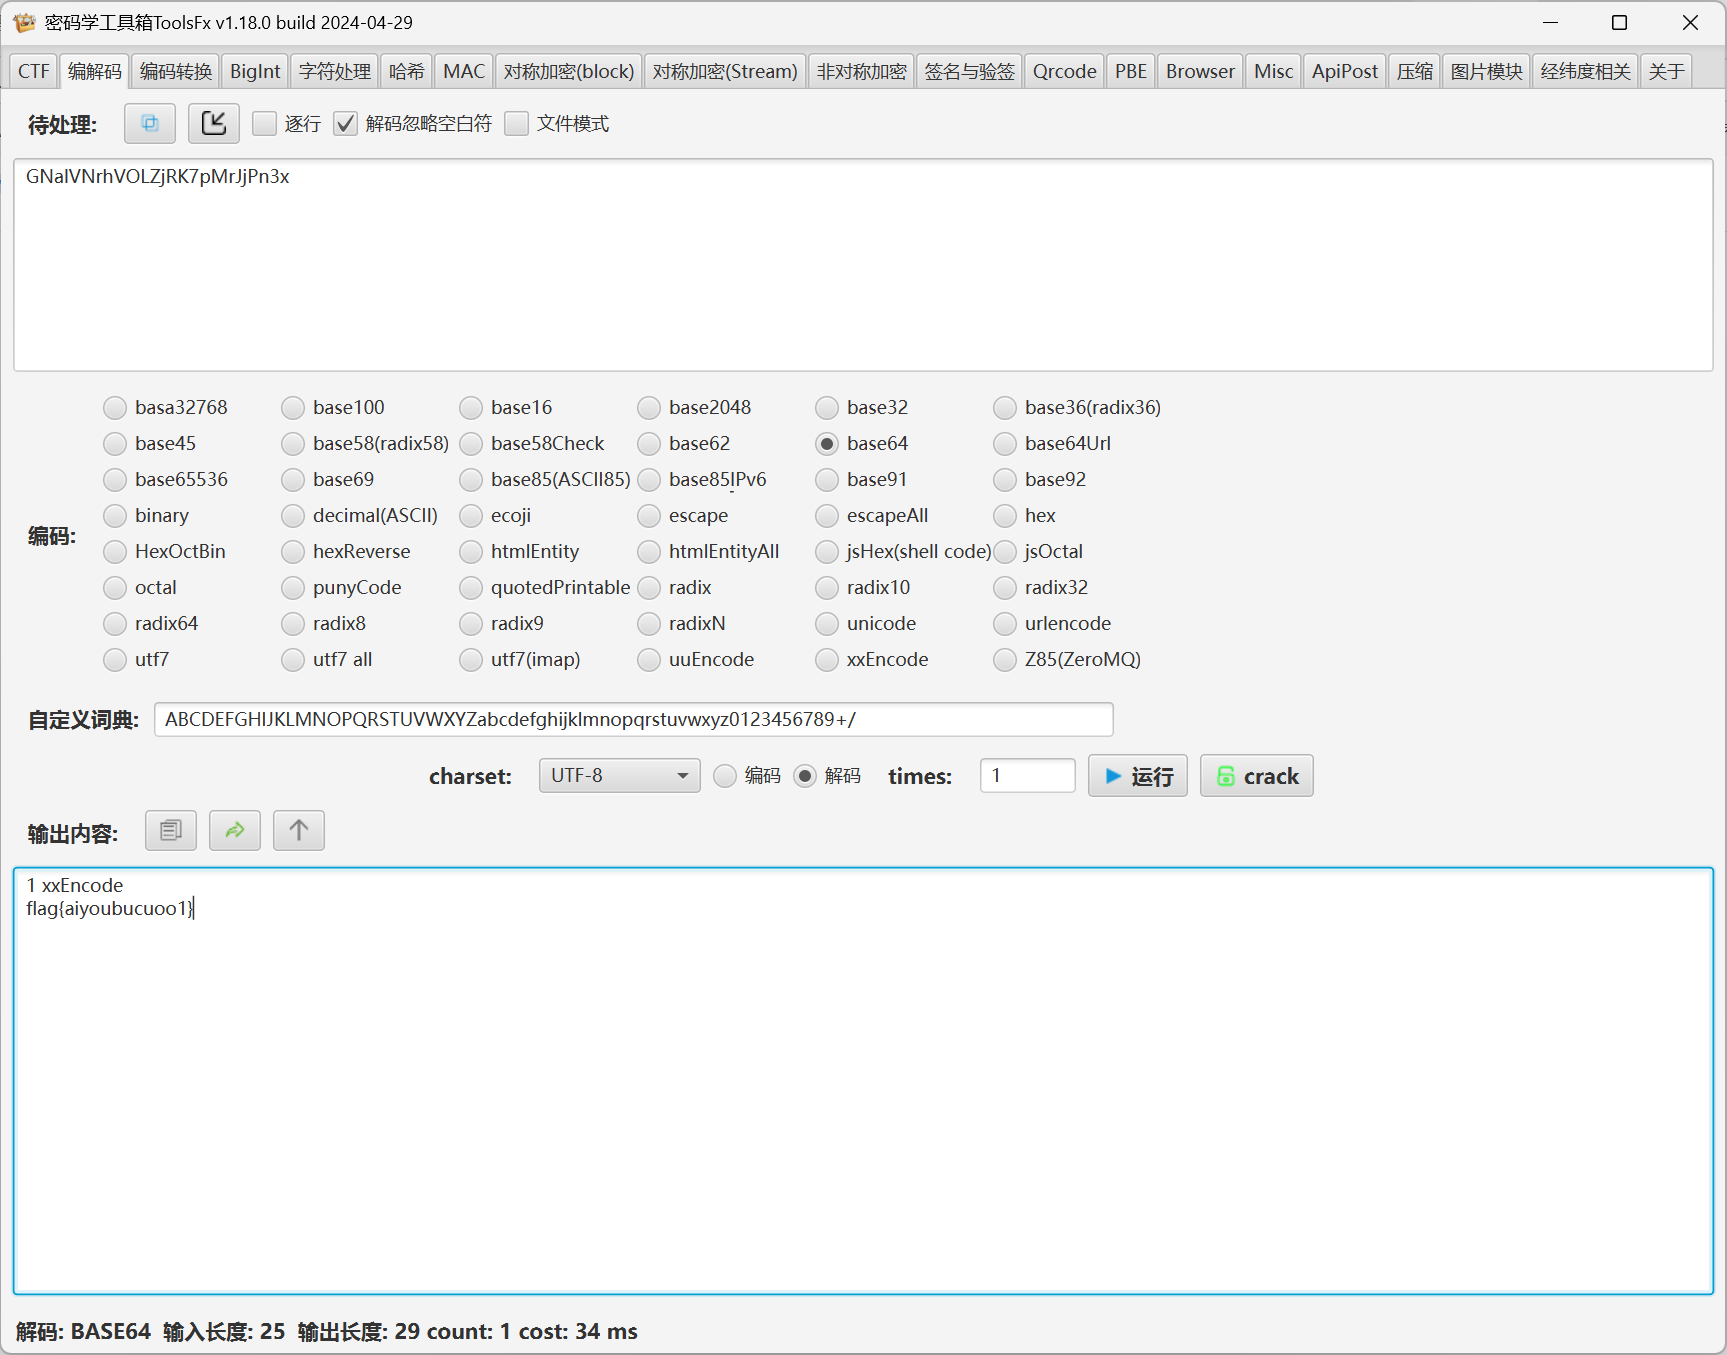 密码学工具箱ToolsFx v1.18.0 build 2024-04-29
CTF 编解码 编码转换 BigInt 字符处理 哈希 MAC 对称加密(block) 对称加密(Stream) 非对称加密 签名与验签 Qrcode PBE Browser Misc ApiPost 压缩 图片模块 经纬度相关 关于
待处理: 逐行 解码忽略空白符 文件模式
GNalVNrhVOLZjRK7pMrJjPn3x
basa32768 base100 base16 base2048 base32 base36(radix36)
base45 base58(radix58) base58Check base62 base64 base64Url
base65536 base69 base85(ASCII85) base85IPv6 base91 base92
binary decimal(ASCII) ecoji escape escapeAll hex
编码:
HexOctBin hexReverse htmlEntity htmlEntityAll jsHex(shell code) jsOctal
octal punyCode quotedPrintable radix radix10 radix32
radix64 radix8 radix9 radixN unicode urlencode
utf7 utf7 all utf7(imap) uuEncode xxEncode Z85(ZeroMQ)
自定义词典: ABCDEFGHIJKLMNOPQRSTUVWXYZabcdefghijklmnopqrstuvwxyz0123456789+/
charset: UTF-8 编码 解码 times: 1 运行 crack
输出内容:
1 xxEncode
flag{aiyoubucuoo1}
解码: BASE64 输入长度: 25 输出长度: 29 count: 1 cost: 34 ms